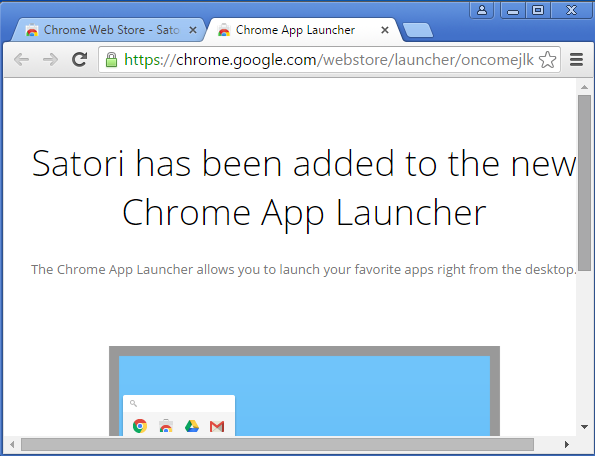 Chrome Web Store - Sato
Chrome App Launcher
https://chrome.google.com/webstore/launcher/oncomejlk
Satori has been added to the new
Chrome App Launcher
The Chrome App Launcher allows you to launch your favorite apps right from the desktop.